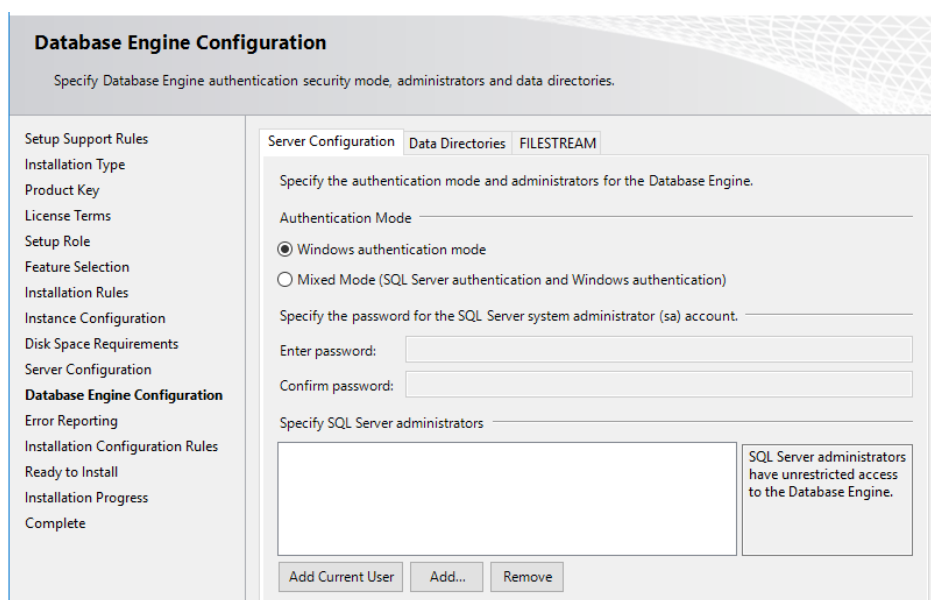 Database Engine Configuration
Specify Database Engine authentication security mode, administrators and data directories.
Setup Support Rules
Installation Type
Product Key
License Terms
Setup Role
Feature Selection
Installation Rules
Instance Configuration
Disk Space Requirements
Server Configuration
Database Engine Configuration
Error Reporting
Installation Configuration Rules
Ready to Install
Installation Progress
Complete
Server Configuration Data Directories FILESTREAM
Specify the authentication mode and administrators for the Database Engine.
Authentication Mode
Windows authentication mode
Mixed Mode (SQL Server authentication and Windows authentication)
Specify the password for the SQL Server system administrator (sa) account.
Enter password:
Confirm password:
Specify SQL Server administrators
SQL Server administrators
have unrestricted access
to the Database Engine.
Add Current User Add... Remove